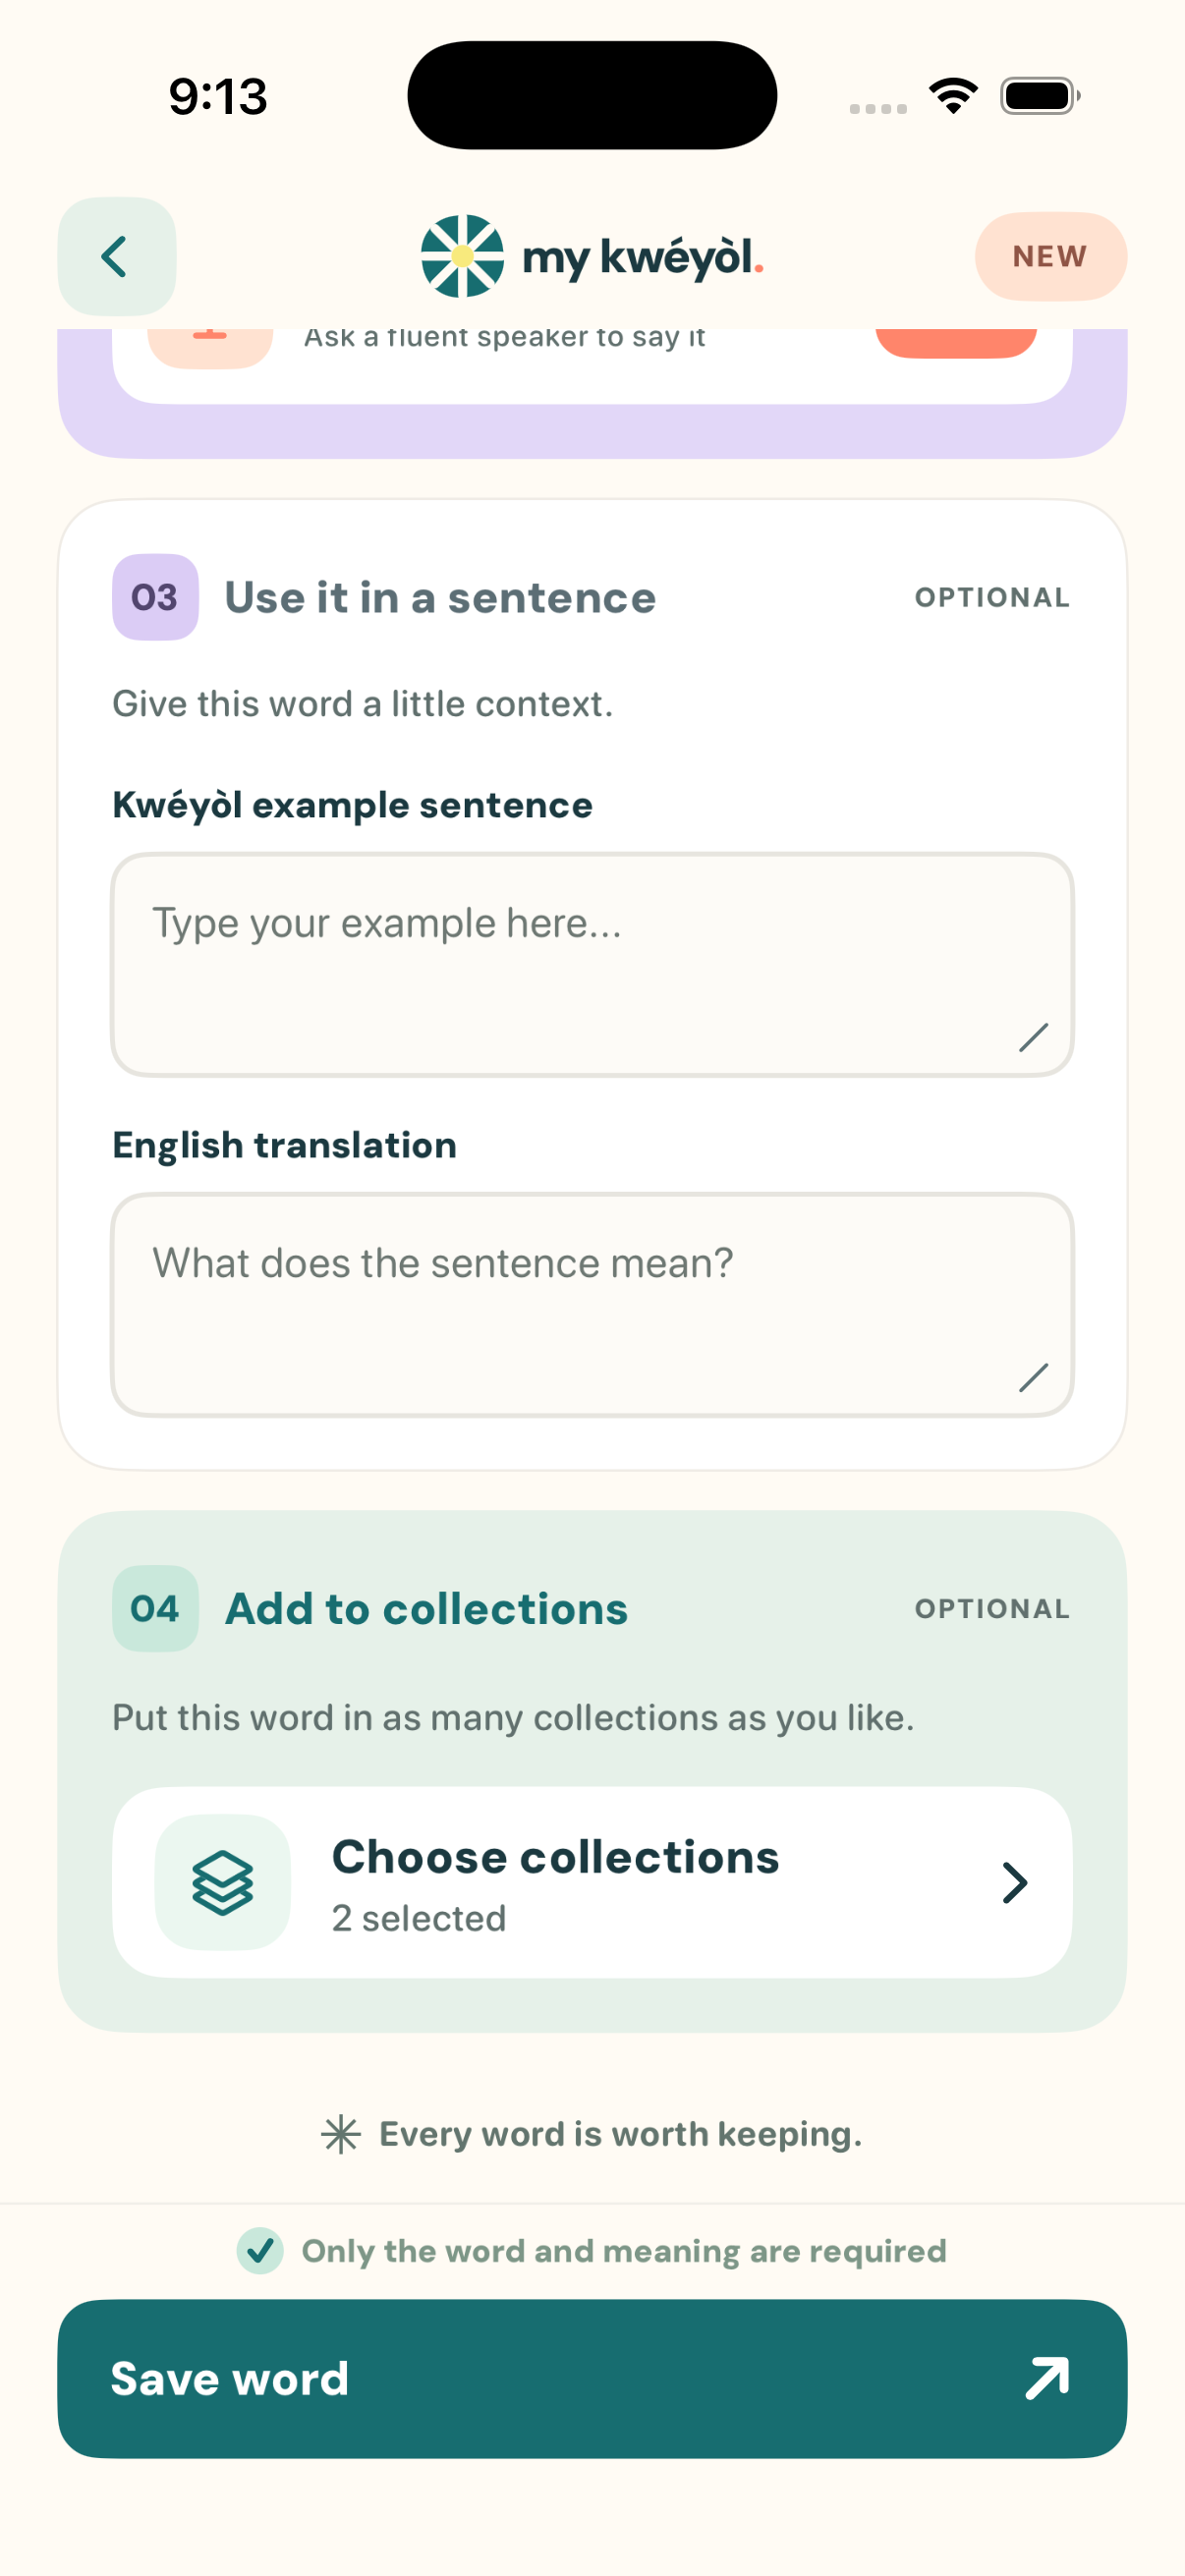 9:13
my kwéyòl.
NEW
Ask a fluent speaker to say it
03
Use it in a sentence
OPTIONAL
Give this word a little context.
Kwéyòl example sentence
Type your example here...
English translation
What does the sentence mean?
04
Add to collections
OPTIONAL
Put this word in as many collections as you like.
Choose collections
2 selected
Every word is worth keeping.
Only the word and meaning are required
Save word